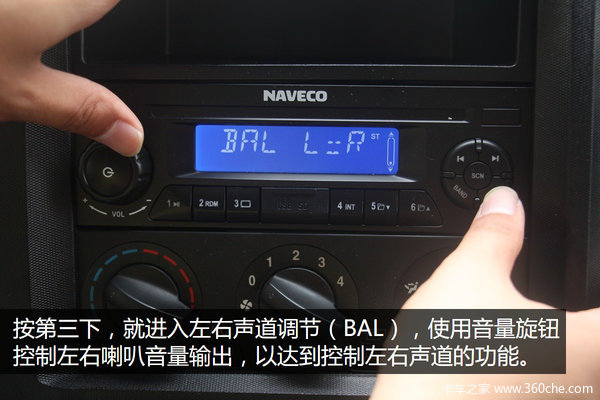 NAVECO
BAL L=R ST
SCN
BAND
+ VOL -
1
2 RDM
3
USB SD
4 INT
5
6
0 1 2 3 4
按第三下，就进入左右声道调节（BAL），使用音量旋钮
控制左右喇叭音量输出，以达到控制左右声道的功能。
卡车之家 www.360che.com